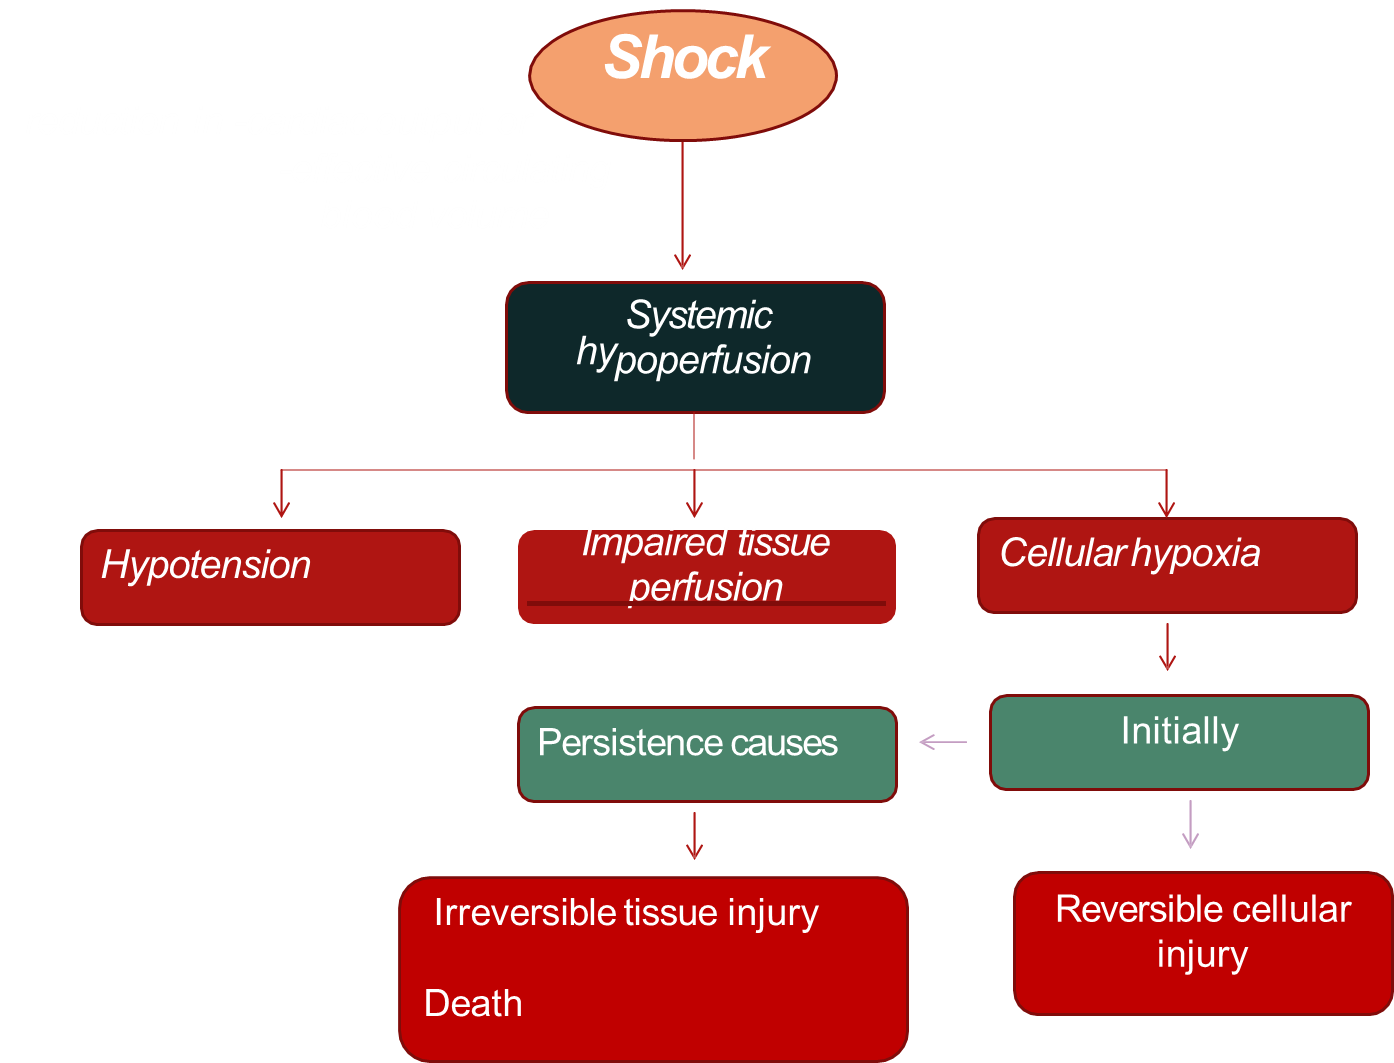 Shock
Systemic
hypoperfusion
Hypotension
Impaired tissue
perfusion
Cellular hypoxia
Persistence causes
Initially
Irreversible tissue injury
Death
Reversible cellular
injury